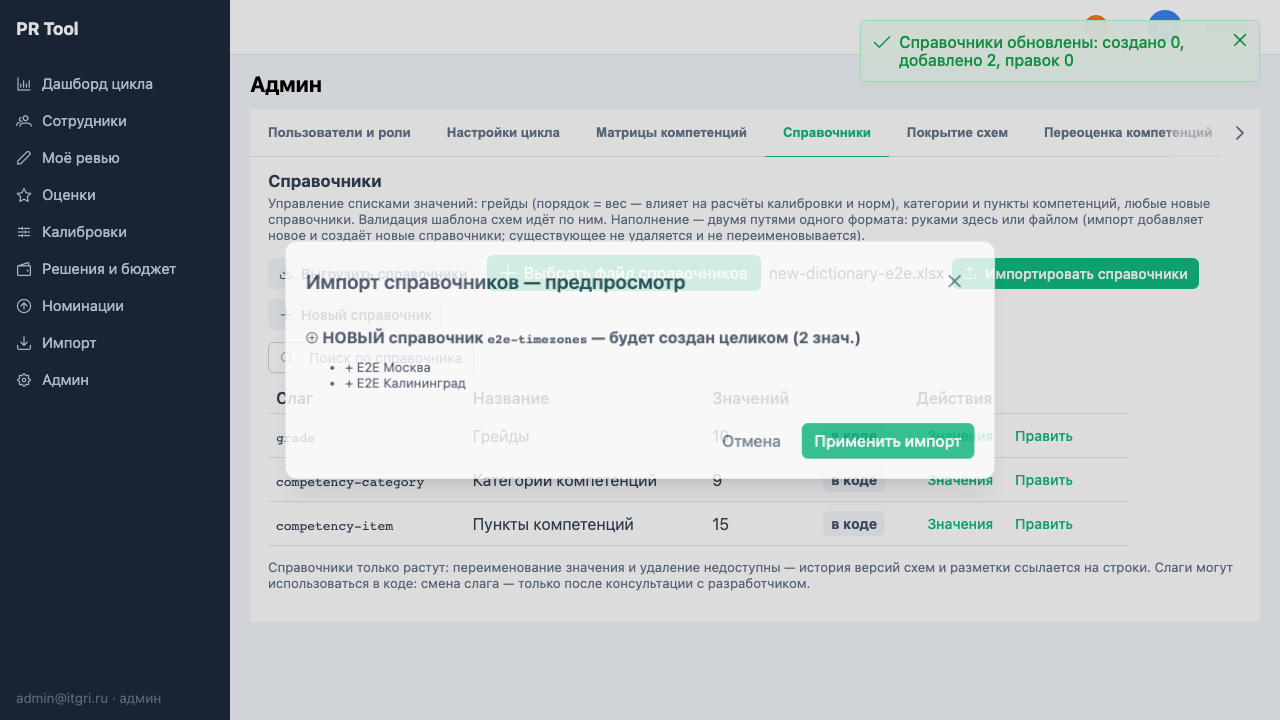 PR Tool
Дашборд цикла
Сотрудники
Моё ревью
Оценки
Калибровки
Решения и бюджет
Номинации
Импорт
Админ
admin@itgri.ru · админ
Справочники обновлены: создано 0,
добавлено 2, правок 0
Админ
Пользователи и роли
Настройки цикла
Матрицы компетенций
Справочники
Покрытие схем
Переоценка компетенций
Справочники
Управление списками значений: грейды (порядок = вес — влияет на расчёты калибровки и норм), категории и пункты компетенций, любые новые
справочники. Валидация шаблона схем идёт по ним. Наполнение — двумя путями одного формата: руками здесь или файлом (импорт добавляет
новое и создаёт новые справочники; существующее не удаляется и не переименовывается).
Выгрузить справочники
Выбрать файл справочников
new-dictionary-e2e.xlsx
Импортировать справочники
Новый справочник
Поиск по справочника
Импорт справочников — предпросмотр
НОВЫЙ справочник e2e-timezones — будет создан целиком (2 знач.)
+ E2E Москва
+ E2E Калининград
Отмена
Применить импорт
Слаг Название Значений Действия
grade Грейды 10 в коде Значения Править
competency-category Категории компетенций 9 в коде Значения Править
competency-item Пункты компетенций 15 в коде Значения Править
Справочники только растут: переименование значения и удаление недоступны — история версий схем и разметки ссылается на строки. Слаги могут
использоваться в коде: смена слага — только после консультации с разработчиком.